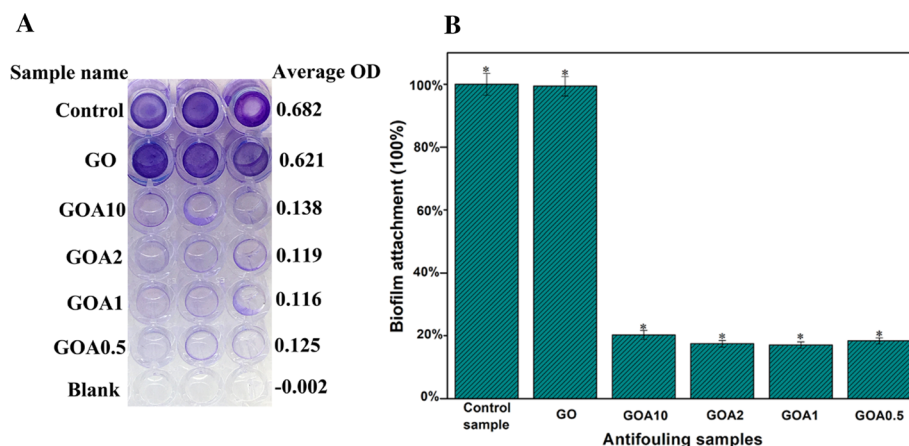 A
Sample name Average OD
Control 0.682
GO 0.621
GOA10 0.138
GOA2 0.119
GOA1 0.116
GOA0.5 0.125
Blank -0.002
B
Biofilm attachment (100%)
100%
80%
60%
40%
20%
0%
* * * * * *
Control sample GO GOA10 GOA2 GOA1 GOA0.5
Antifouling samples